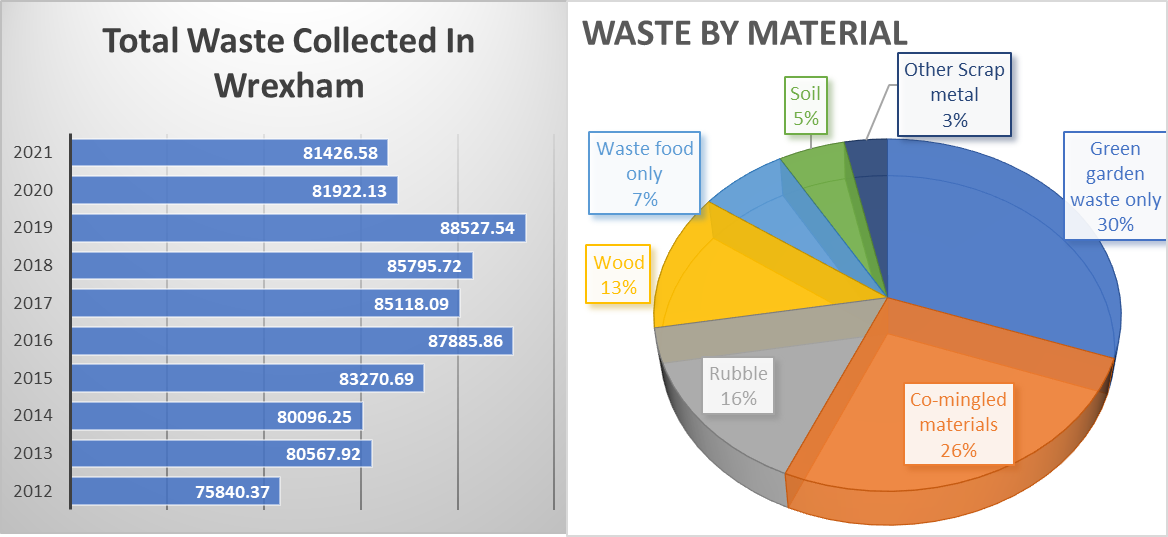 Total Waste Collected In
Wrexham
2021 81426.58
2020 81922.13
2019 88527.54
2018 85795.72
2017 85118.09
2016 87885.86
2015 83270.69
2014 80096.25
2013 80567.92
2012 75840.37
WASTE BY MATERIAL
Other Scrap
metal
3%
Soil
5%
Green
garden
waste only
30%
Waste food
only
7%
Wood
13%
Rubble
16%
Co-mingled
materials
26%